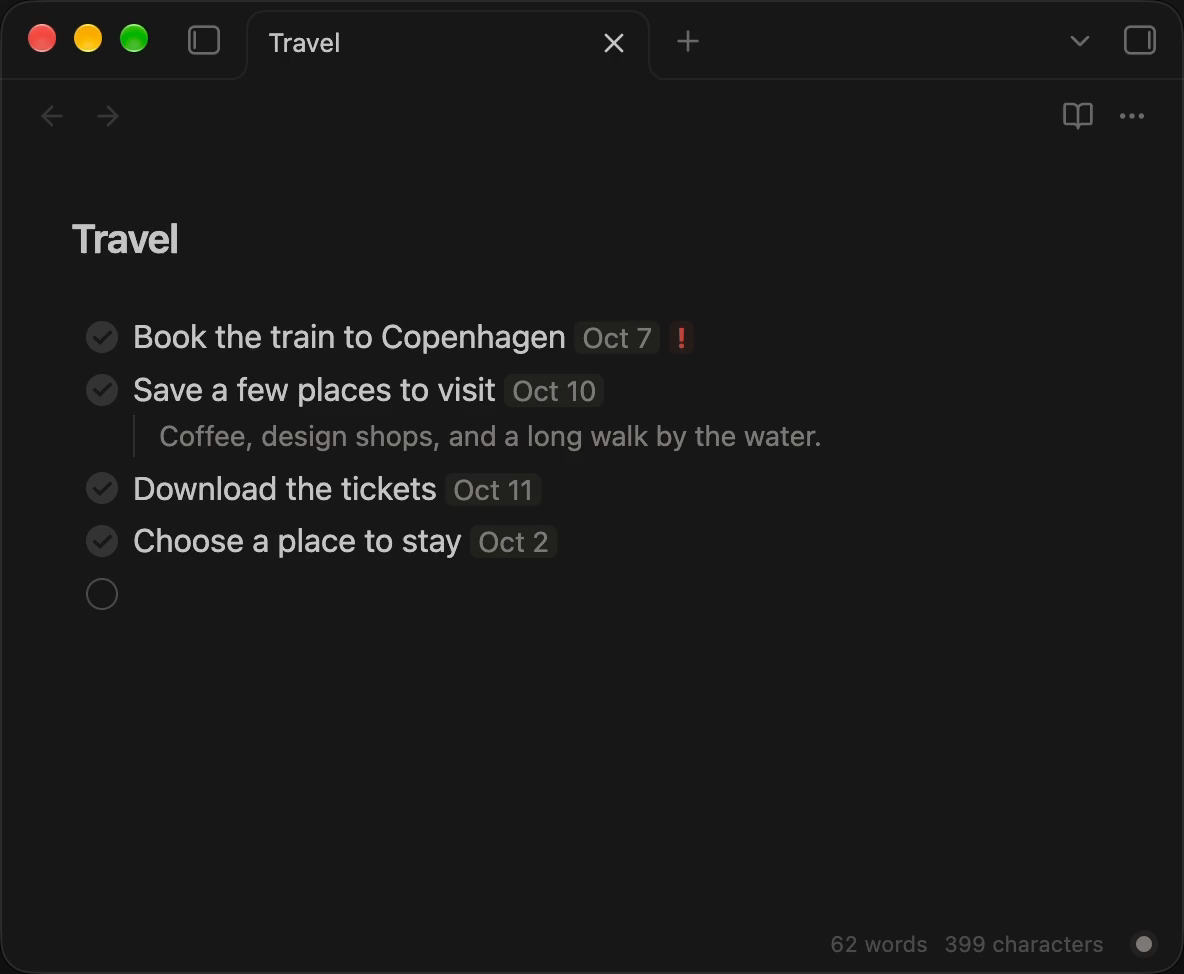 Travel
Travel
Book the train to Copenhagen Oct 7 !
Save a few places to visit Oct 10
Coffee, design shops, and a long walk by the water.
Download the tickets Oct 11
Choose a place to stay Oct 2
62 words 399 characters